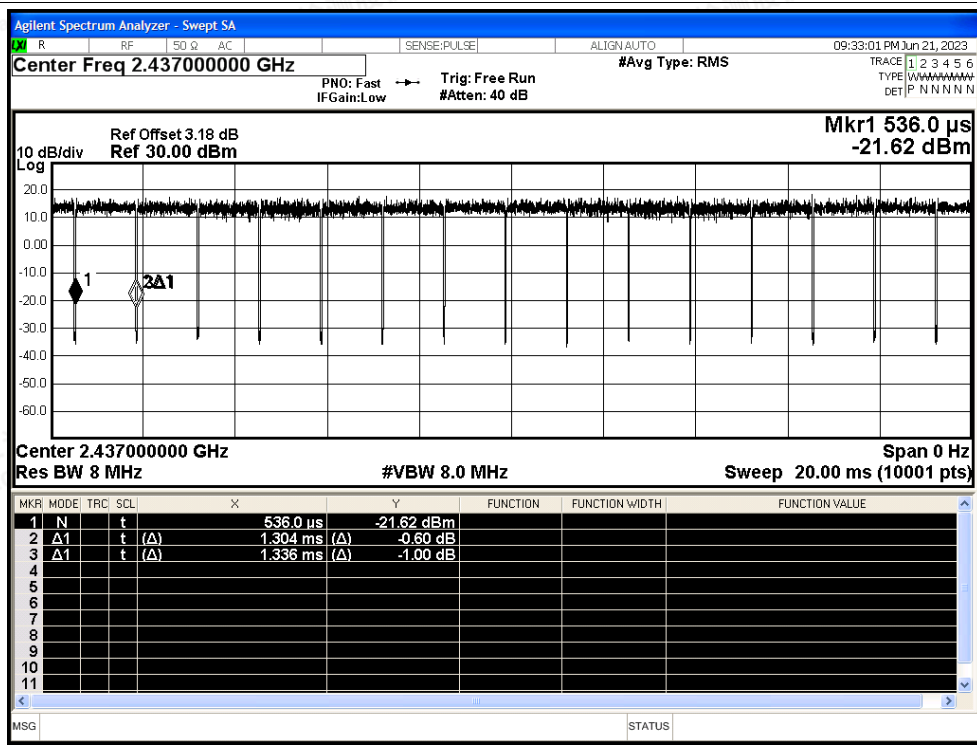 Agilent Spectrum Analyzer - Swept SA
LXI R RF 50 Ω AC SENSE:PULSE ALIGN AUTO 09:33:01 PM Jun 21, 2023
Center Freq 2.437000000 GHz #Avg Type: RMS TRACE 1 2 3 4 5 6
PNO: Fast Trig: Free Run TYPE WWWWWW
IFGain:Low #Atten: 40 dB DET P N N N N N
Mkr1 536.0 µs
Ref Offset 3.18 dB
10 dB/div Ref 30.00 dBm -21.62 dBm
Log
20.0
10.0
0.00
-10.0
1 3Δ1
-20.0
-30.0
-40.0
-50.0
-60.0
Center 2.437000000 GHz Span 0 Hz
Res BW 8 MHz #VBW 8.0 MHz Sweep 20.00 ms (10001 pts)
MKR MODE TRC SCL X Y FUNCTION FUNCTION WIDTH FUNCTION VALUE
1 N t 536.0 µs -21.62 dBm
2 Δ1 t (Δ) 1.304 ms (Δ) -0.60 dB
3 Δ1 t (Δ) 1.336 ms (Δ) -1.00 dB
4
5
6
7
8
9
10
11
MSG STATUS